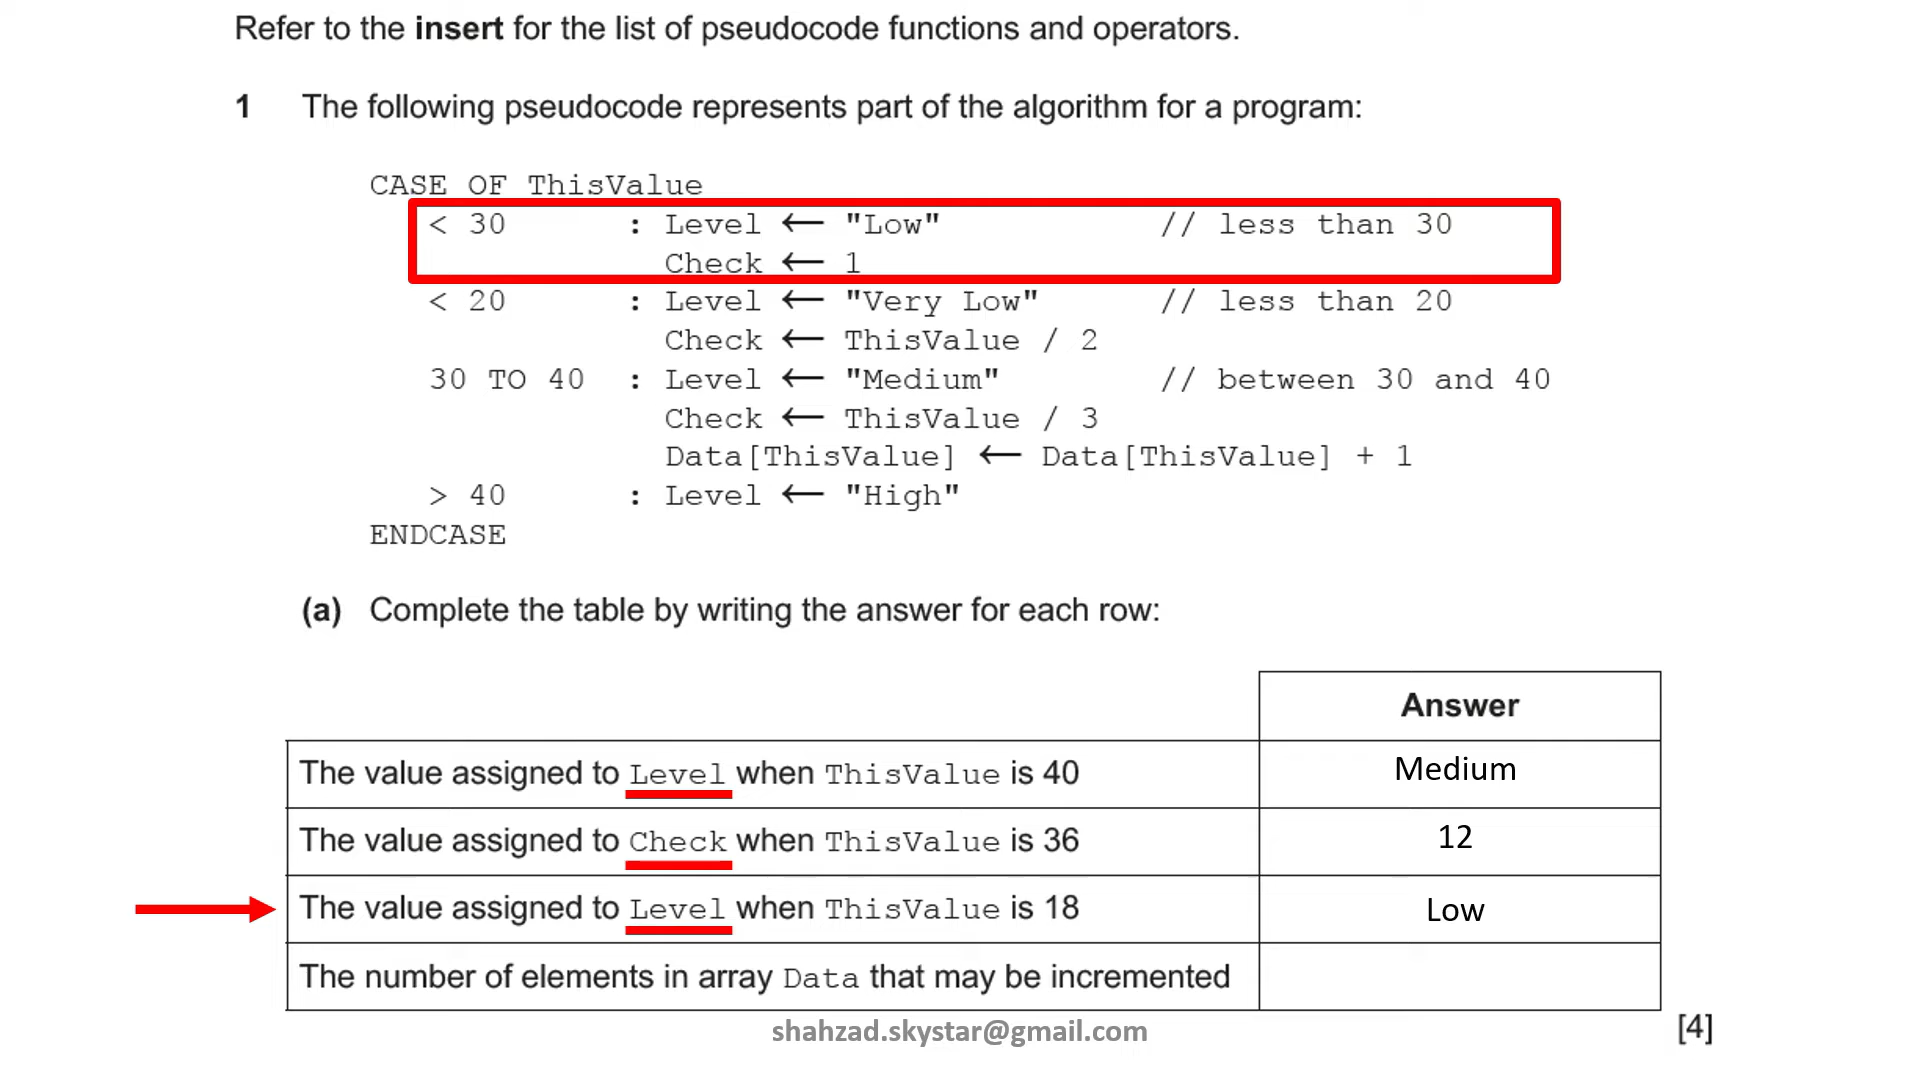 Refer to the insert for the list of pseudocode functions and operators.
1 The following pseudocode represents part of the algorithm for a program:
CASE OF ThisValue
< 30 : Level ← "Low" // less than 30
Check ← 1
< 20 : Level ← "Very Low" // less than 20
Check ← ThisValue / 2
30 TO 40 : Level ← "Medium" // between 30 and 40
Check ← ThisValue / 3
Data[ThisValue] ← Data[ThisValue] + 1
> 40 : Level ← "High"
ENDCASE
(a) Complete the table by writing the answer for each row:
Answer
The value assigned to Level when ThisValue is 40 Medium
The value assigned to Check when ThisValue is 36 12
The value assigned to Level when ThisValue is 18 Low
The number of elements in array Data that may be incremented
shahzad.skystar@gmail.com
[4]